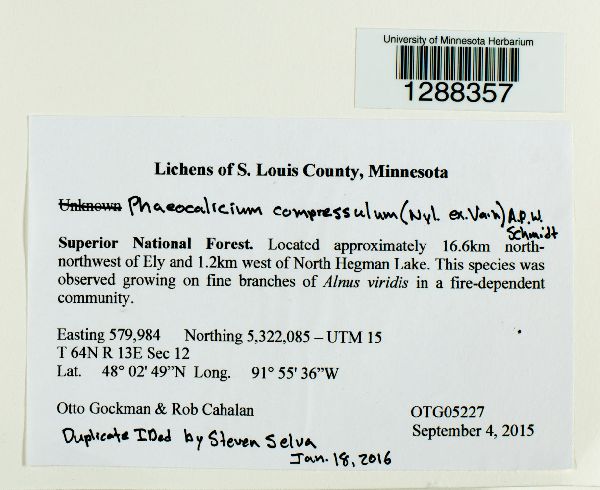 University of Minnesota Herbarium
1288357
Lichens of S. Louis County, Minnesota
Unknown Phaeocalicium compressulum (Nyl. ex. Vain) A.F.W. Schmidt
Superior National Forest. Located approximately 16.6km north-
northwest of Ely and 1.2km west of North Hegman Lake. This species was
observed growing on fine branches of Alnus viridis in a fire-dependent
community.
Easting 579,984 Northing 5,322,085 – UTM 15
T 64N R 13E Sec 12
Lat. 48° 02' 49"N Long. 91° 55' 36"W
Otto Gockman & Rob Cahalan OTG05227
September 4, 2015
Duplicate IDed by Steven Selva
Jan. 18, 2016